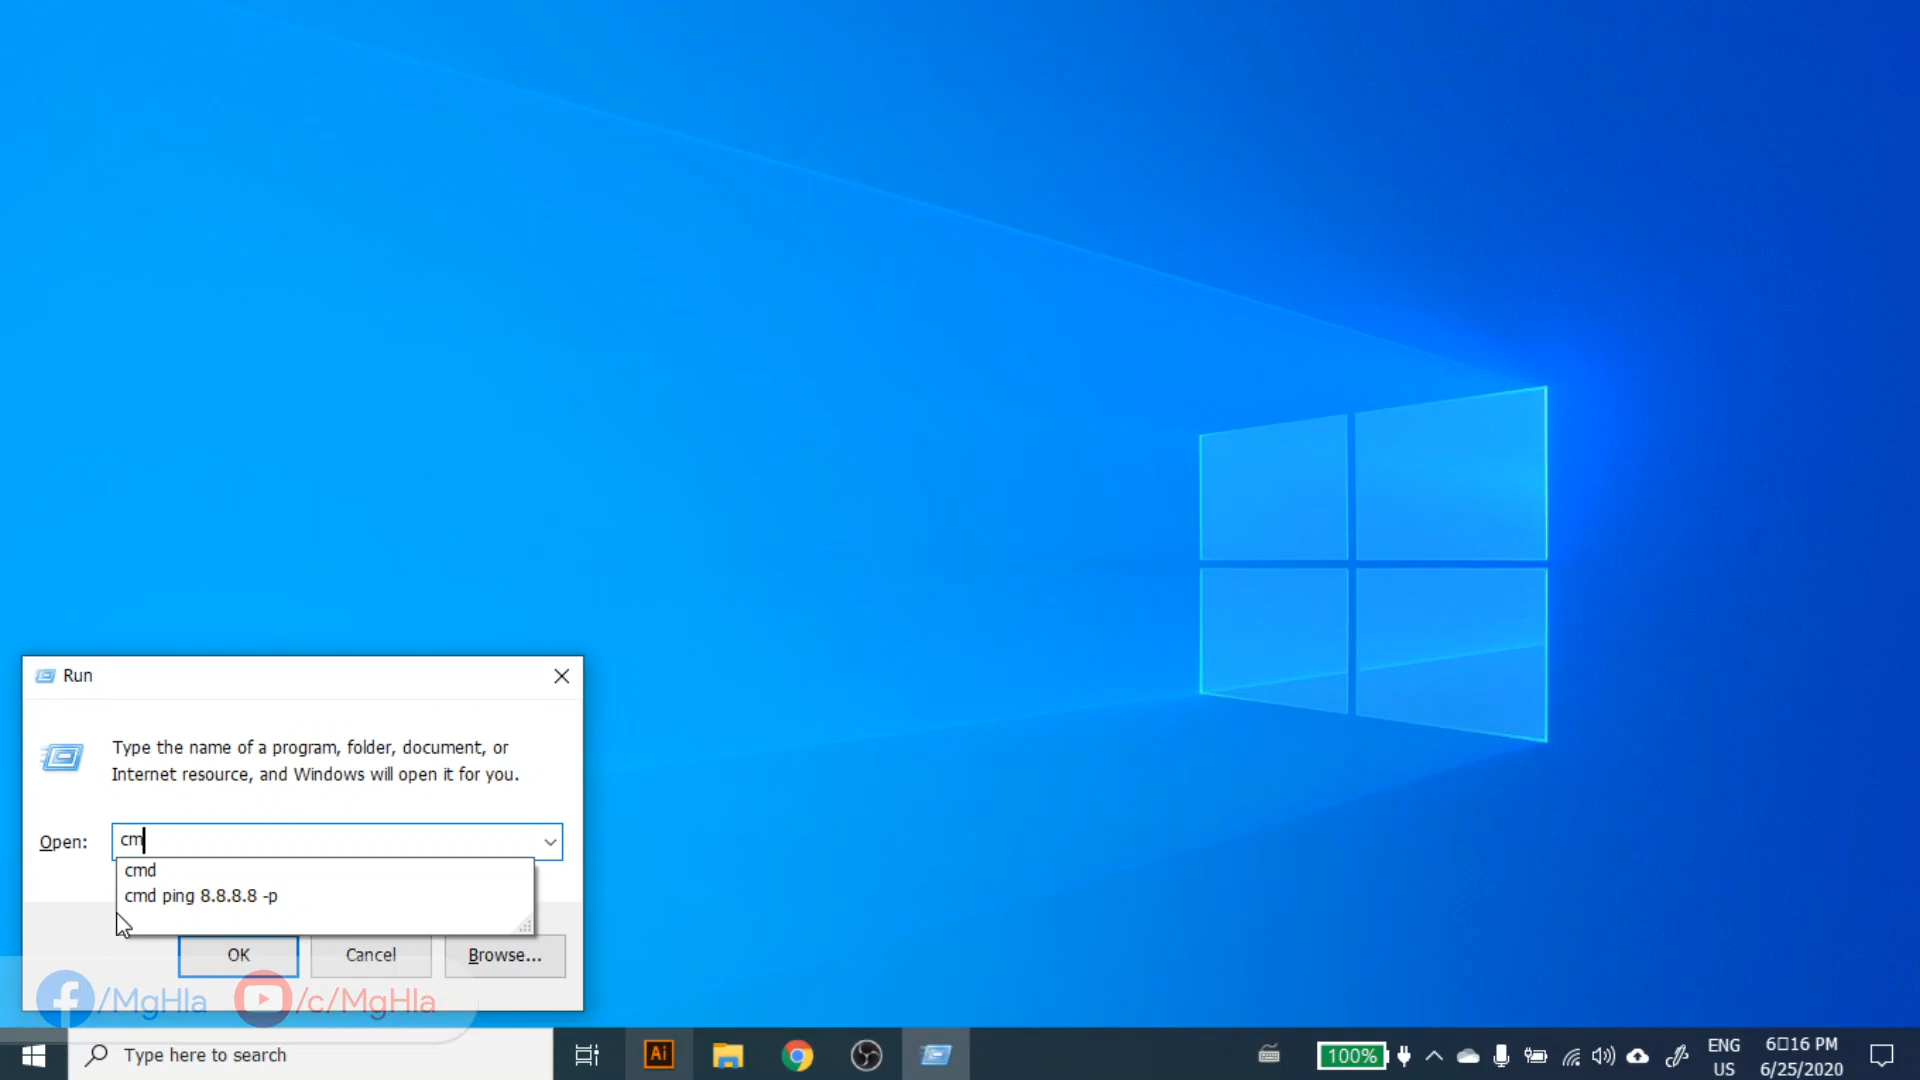 Run
Type the name of a program, folder, document, or
Internet resource, and Windows will open it for you.
Open:
cm
cmd
cmd ping 8.8.8.8 -p
OK
Cancel
Browse...
/MgHla
/c/MgHla
Type here to search
Ai
100%
ENG
US
6□16 PM
6/25/2020